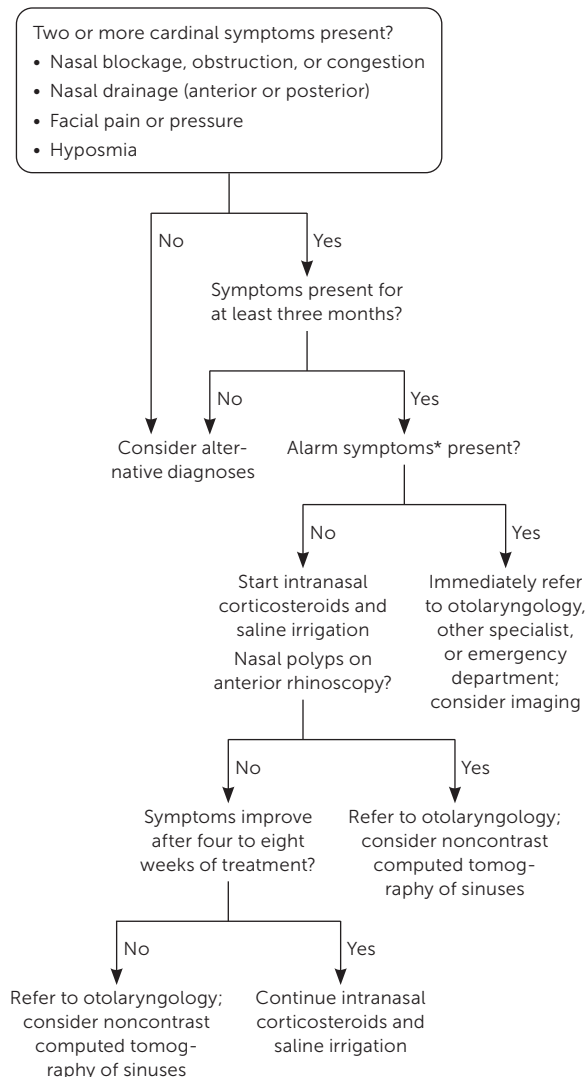 Two or more cardinal symptoms present?
• Nasal blockage, obstruction, or congestion
• Nasal drainage (anterior or posterior)
• Facial pain or pressure
• Hyposmia
No
Yes
Symptoms present for
at least three months?
No
Yes
Consider alter-
native diagnoses
Alarm symptoms* present?
No
Yes
Start intranasal
corticosteroids and
saline irrigation
Nasal polyps on
anterior rhinoscopy?
Immediately refer
to otolaryngology,
other specialist,
or emergency
department;
consider imaging
No
Yes
Symptoms improve
after four to eight
weeks of treatment?
Refer to otolaryngology;
consider noncontrast
computed tomog-
raphy of sinuses
No
Yes
Refer to otolaryngology;
consider noncontrast
computed tomog-
raphy of sinuses
Continue intranasal
corticosteroids and
saline irrigation